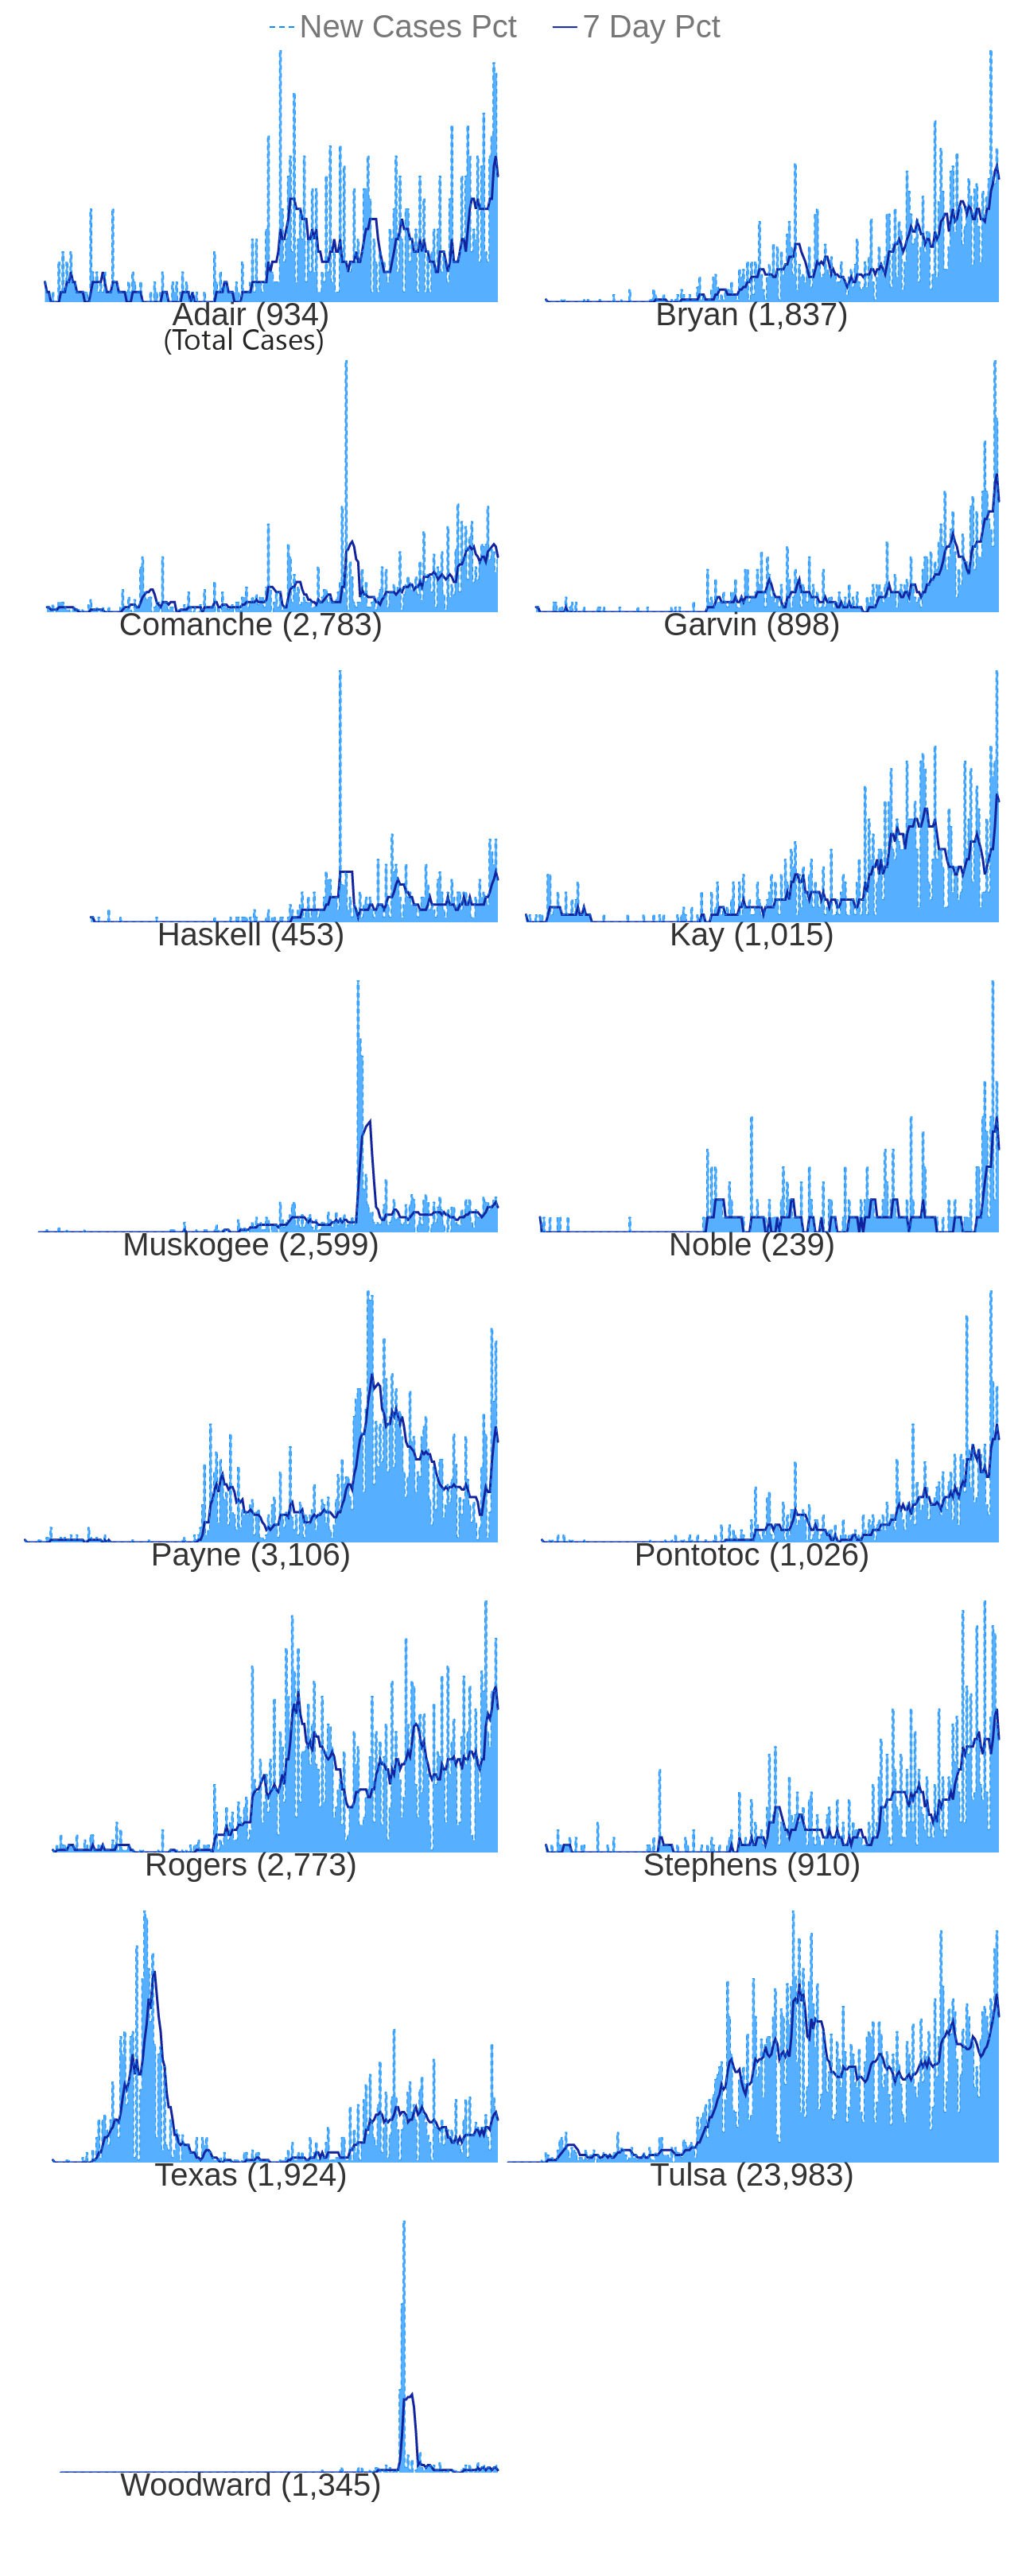 New Cases Pct 7 Day Pct
Adair (934)
(Total Cases)
Bryan (1,837)
Comanche (2,783)
Garvin (898)
Haskell (453)
Kay (1,015)
Muskogee (2,599)
Noble (239)
Payne (3,106)
Pontotoc (1,026)
Rogers (2,773)
Stephens (910)
Texas (1,924)
Tulsa (23,983)
Woodward (1,345)